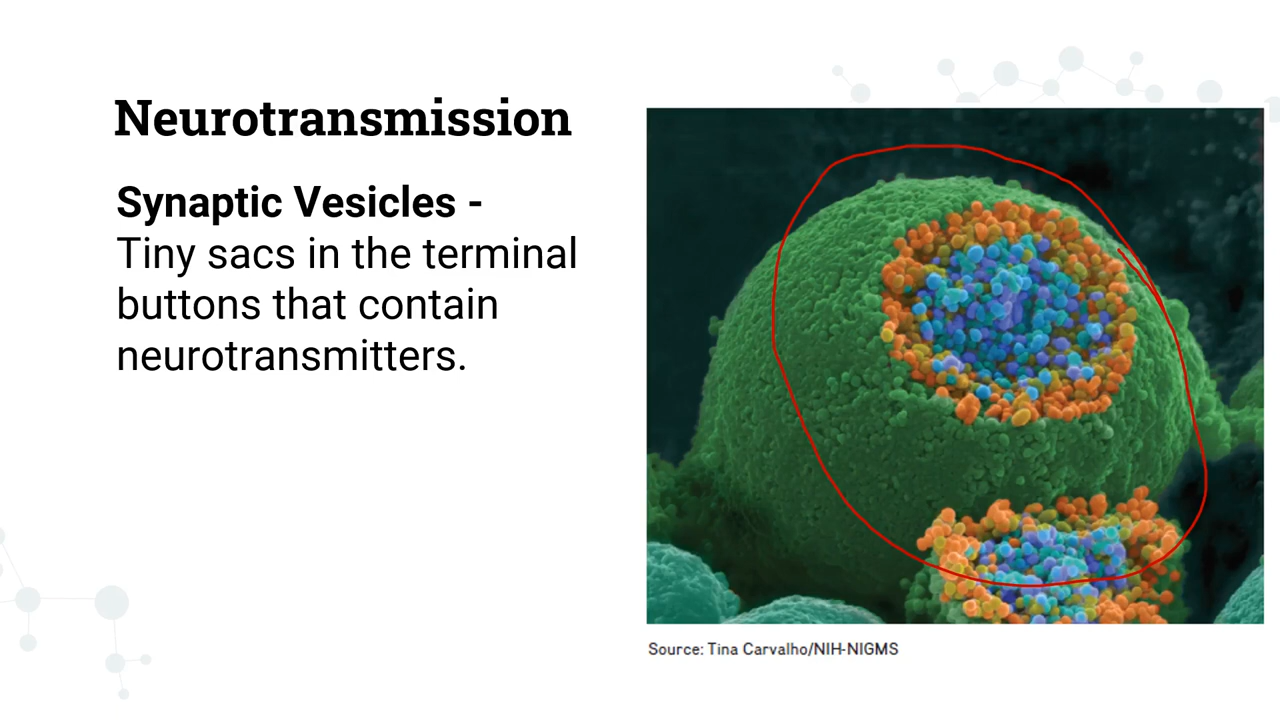 Neurotransmission
Synaptic Vesicles -
Tiny sacs in the terminal
buttons that contain
neurotransmitters.
Source: Tina Carvalho/NIH-NIGMS